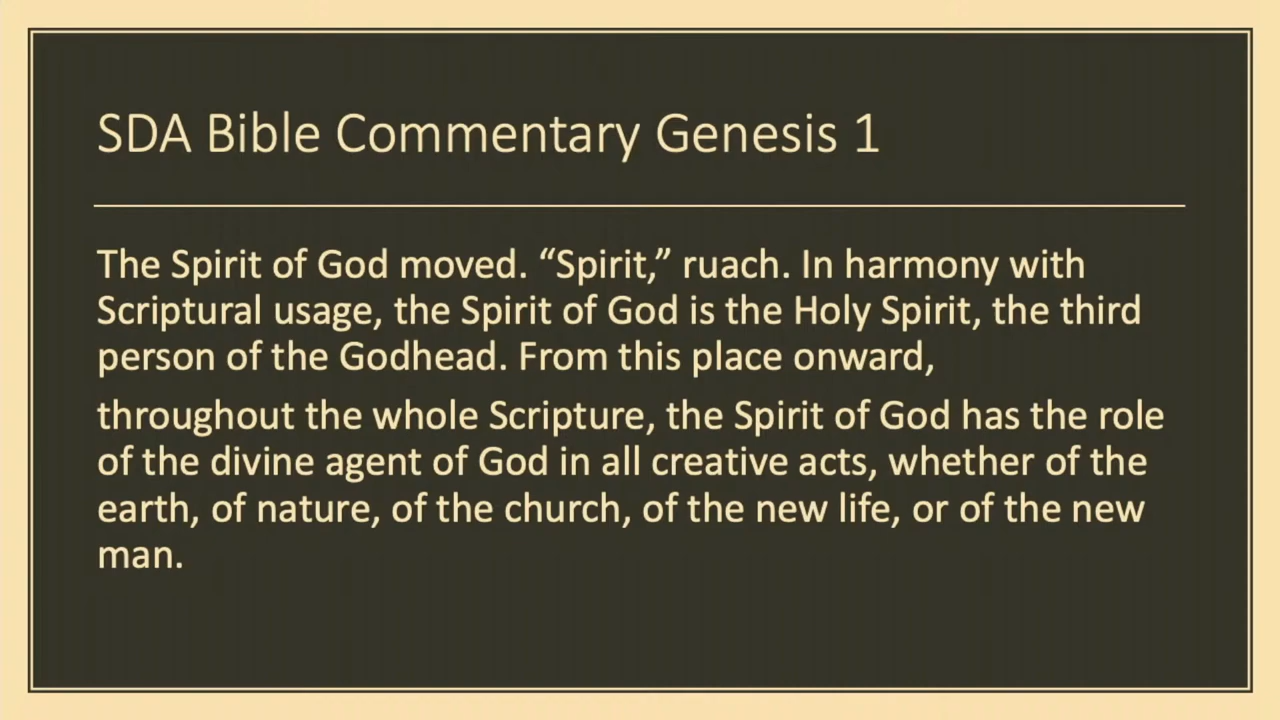 SDA Bible Commentary Genesis 1
The Spirit of God moved. “Spirit,” ruach. In harmony with
Scriptural usage, the Spirit of God is the Holy Spirit, the third
person of the Godhead. From this place onward,
throughout the whole Scripture, the Spirit of God has the role
of the divine agent of God in all creative acts, whether of the
earth, of nature, of the church, of the new life, or of the new
man.